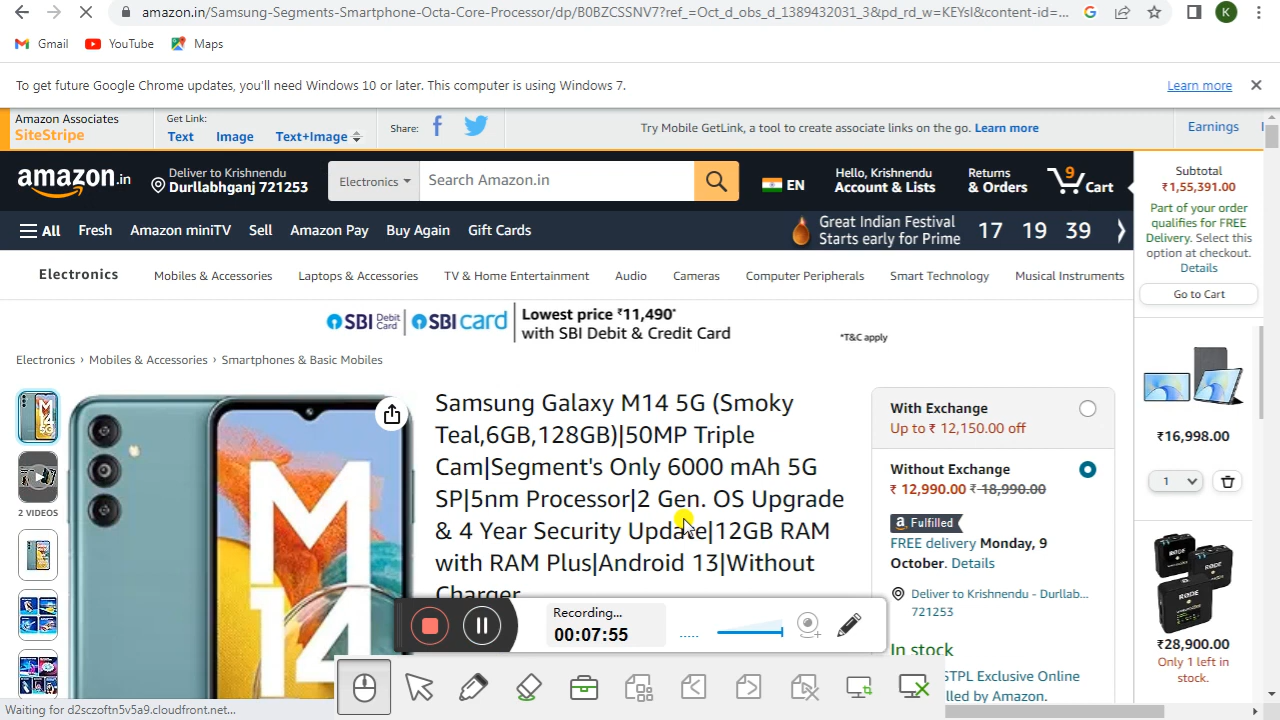 amazon.in/Samsung-Segments-Smartphone-Octa-Core-Processor/dp/B0BZCSSNV7?ref_=Oct_d_obs_d_1389432031_3&pd_rd_w=KEYsl&content-id=...
K
Gmail
YouTube
Maps
To get future Google Chrome updates, you'll need Windows 10 or later. This computer is using Windows 7.
Learn more
Amazon Associates
SiteStripe
Get Link:
Text
Image
Text+Image
Share:
Try Mobile GetLink, a tool to create associate links on the go. Learn more
Earnings
amazon.in
Deliver to Krishnendu
Durllabhganj 721253
Electronics
Search Amazon.in
EN
Hello, Krishnendu
Account & Lists
Returns
& Orders
9
Cart
All
Fresh
Amazon miniTV
Sell
Amazon Pay
Buy Again
Gift Cards
Great Indian Festival
Starts early for Prime
17 19 39
Electronics
Mobiles & Accessories
Laptops & Accessories
TV & Home Entertainment
Audio
Cameras
Computer Peripherals
Smart Technology
Musical Instruments
SBI Debit Card
SBI card
Lowest price ₹11,490*
with SBI Debit & Credit Card
*T&C apply
Electronics › Mobiles & Accessories › Smartphones & Basic Mobiles
M
14
2 VIDEOS
Samsung Galaxy M14 5G (Smoky
Teal,6GB,128GB)|50MP Triple
Cam|Segment's Only 6000 mAh 5G
SP|5nm Processor|2 Gen. OS Upgrade
& 4 Year Security Update|12GB RAM
with RAM Plus|Android 13|Without
Charger
With Exchange
Up to ₹ 12,150.00 off
Without Exchange
₹ 12,990.00 ₹ 18,990.00
a Fulfilled
FREE delivery Monday, 9
October. Details
Deliver to Krishnendu - Durllab...
721253
In stock
STPL Exclusive Online
lled by Amazon.
Subtotal
₹1,55,391.00
Part of your order
qualifies for FREE
Delivery. Select this
option at checkout.
Details
Go to Cart
₹16,998.00
1
RØDE
RØDE
RØDE
₹28,900.00
Only 1 left in
stock.
Recording...
00:07:55
Waiting for d2sczoftn5v5a9.cloudfront.net...